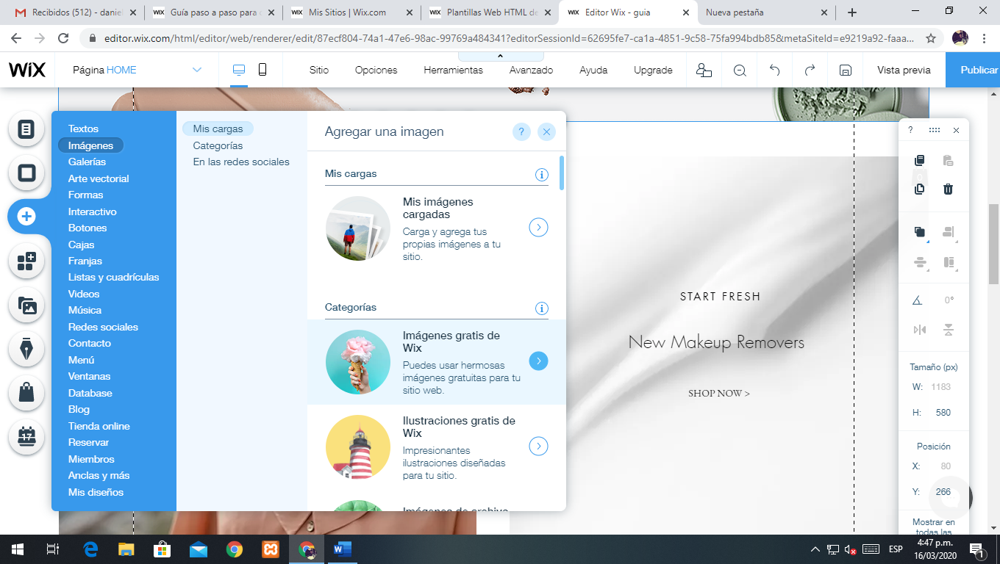 Recibidos (512) - daniel
Guía paso a paso para c
Mis Sitios | Wix.com
Plantillas Web HTML de
Editor Wix - guia
Nueva pestaña
editor.wix.com/html/editor/web/renderer/edit/87ecf804-74a1-47e6-98ac-99769a484341?editorSessionId=62695fe7-ca1a-4851-9c58-75fa994bdb85&metaSiteId=e9219a92-faaa...
WiX
Página HOME
Sitio
Opciones
Herramientas
Avanzado
Ayuda
Upgrade
Vista previa
Publicar
Textos
Imágenes
Galerías
Arte vectorial
Formas
Interactivo
Botones
Cajas
Franjas
Listas y cuadrículas
Videos
Música
Redes sociales
Contacto
Menú
Ventanas
Database
Blog
Tienda online
Reservar
Miembros
Anclas y más
Mis diseños
Mis cargas
Categorías
En las redes sociales
Agregar una imagen
?
Mis cargas
Mis imágenes
cargadas
Carga y agrega tus
propias imágenes a tu
sitio.
Categorías
Imágenes gratis de
Wix
Puedes usar hermosas
imágenes gratuitas para tu
sitio web.
Ilustraciones gratis de
Wix
Impresionantes
ilustraciones diseñadas
para tu sitio.
Imágenes de archivo
START FRESH
New Makeup Removers
SHOP NOW >
?
0°
Tamaño (px)
W: 1183
H: 580
Posición
X: 80
Y: 266
Mostrar en
todas las
17
ESP
4:47 p.m.
16/03/2020
1